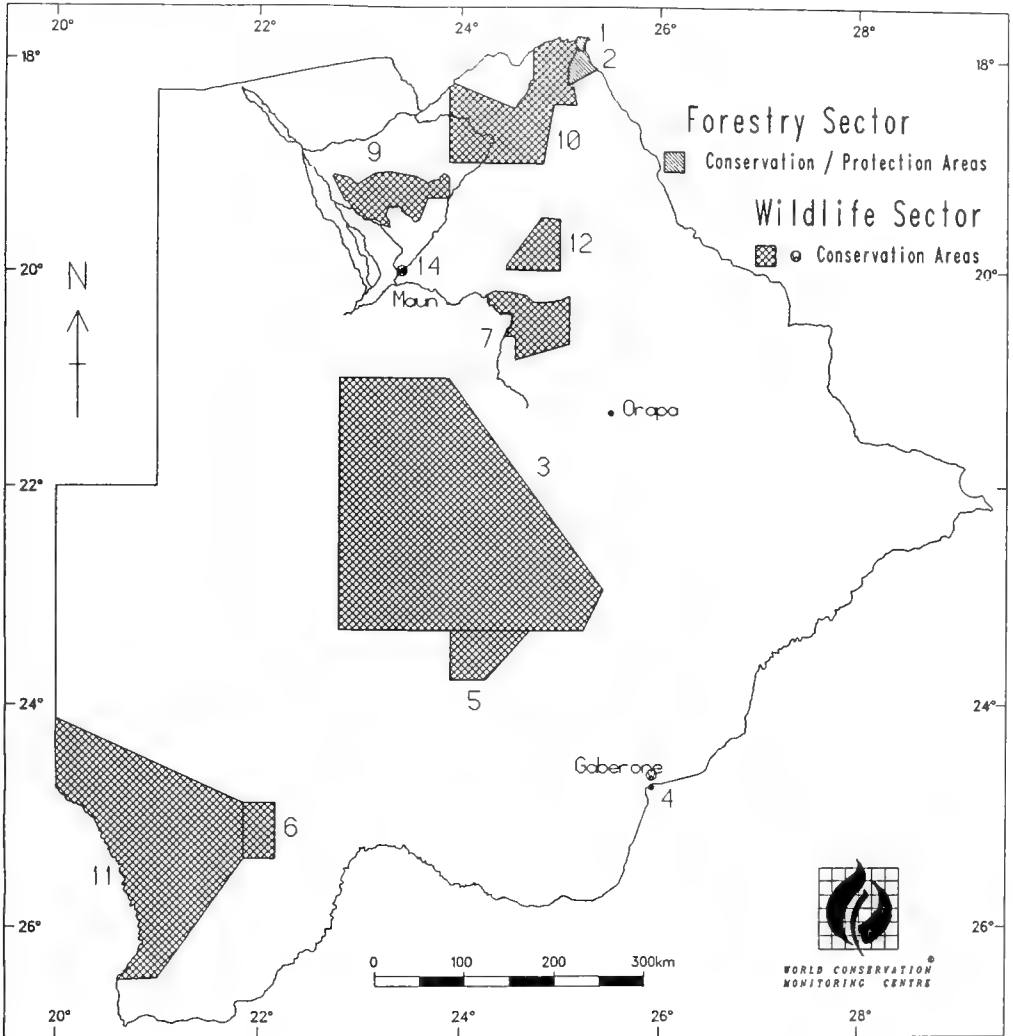 20°
22°
24°
26°
28°
18°
18°
1
2
Forestry Sector
Conservation / Protection Areas
9
10
Wildlife Sector
Conservation Areas
12
N
20°
20°
14
Maun
7
Orapa
3
22°
5
24°
24°
Gaberone
4
6
11
26°
26°
0 100 200 300km
WORLD CONSERVATION
MONITORING CENTRE
©
20°
22°
24°
26°
28°